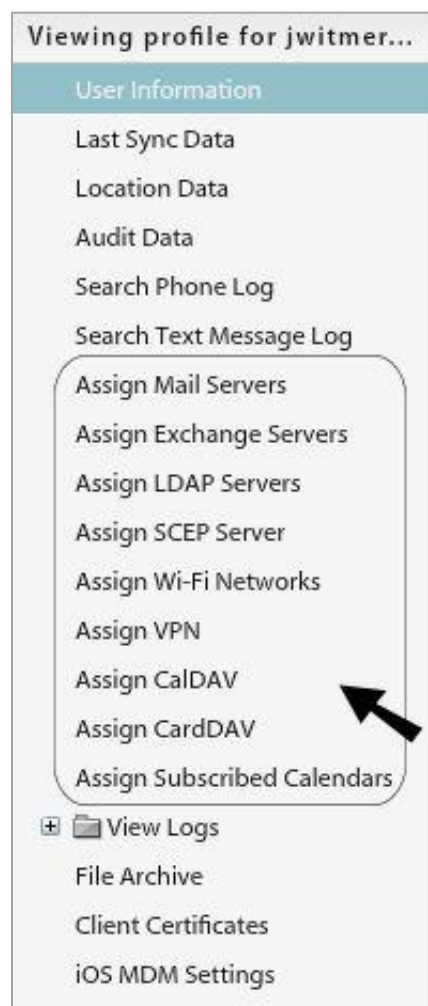 Viewing profile for jwitmer...
User Information
Last Sync Data
Location Data
Audit Data
Search Phone Log
Search Text Message Log
Assign Mail Servers
Assign Exchange Servers
Assign LDAP Servers
Assign SCEP Server
Assign Wi-Fi Networks
Assign VPN
Assign CalDAV
Assign CardDAV
Assign Subscribed Calendars
View Logs
File Archive
Client Certificates
iOS MDM Settings